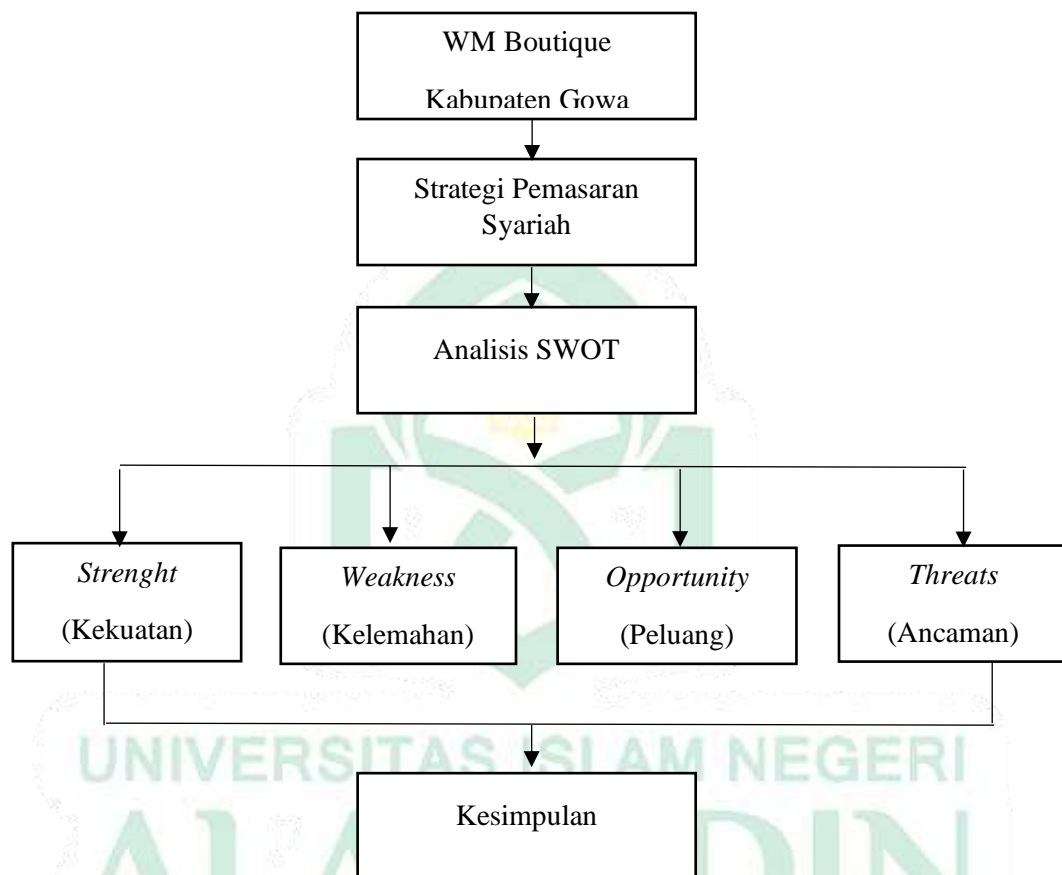 WM Boutique
Kabupaten Gowa
Strategi Pemasaran
Syariah
Analisis SWOT
Strenght
(Kekuatan)
Weakness
(Kelemahan)
Opportunity
(Peluang)
Threats
(Ancaman)
UNIVERSITAS ISLAM NEGERI
Kesimpulan